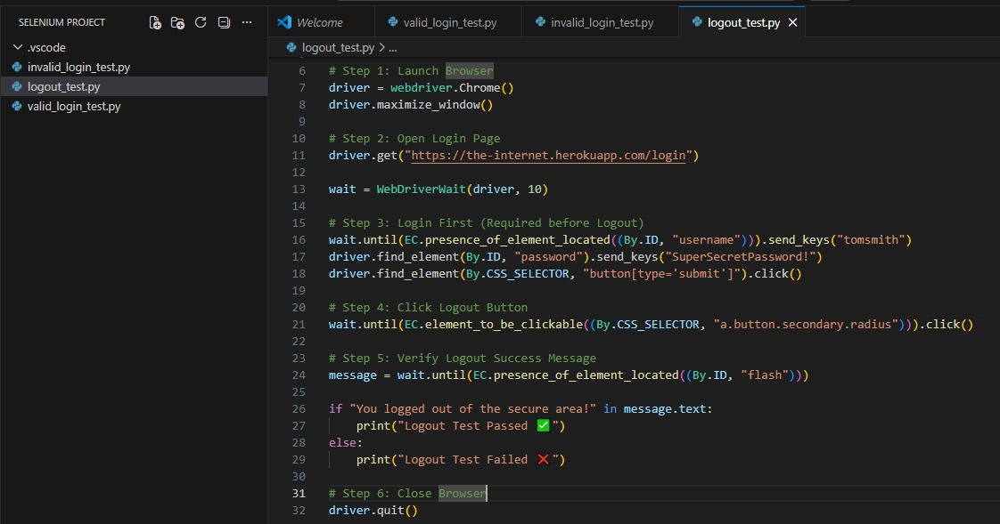 SELENIUM PROJECT
.vscode
invalid_login_test.py
logout_test.py
valid_login_test.py
Welcome
valid_login_test.py
invalid_login_test.py
logout_test.py
logout_test.py > ...
6 # Step 1: Launch Browser
7 driver = webdriver.Chrome()
8 driver.maximize_window()
9
10 # Step 2: Open Login Page
11 driver.get("https://the-internet.herokuapp.com/login")
12
13 wait = WebDriverWait(driver, 10)
14
15 # Step 3: Login First (Required before Logout)
16 wait.until(EC.presence_of_element_located((By.ID, "username"))).send_keys("tomsmith")
17 driver.find_element(By.ID, "password").send_keys("SuperSecretPassword!")
18 driver.find_element(By.CSS_SELECTOR, "button[type='submit']").click()
19
20 # Step 4: Click Logout Button
21 wait.until(EC.element_to_be_clickable((By.CSS_SELECTOR, "a.button.secondary.radius"))).click()
22
23 # Step 5: Verify Logout Success Message
24 message = wait.until(EC.presence_of_element_located((By.ID, "flash")))
25
26 if "You logged out of the secure area!" in message.text:
27     print("Logout Test Passed ✅")
28 else:
29     print("Logout Test Failed ❌")
30
31 # Step 6: Close Browser
32 driver.quit()